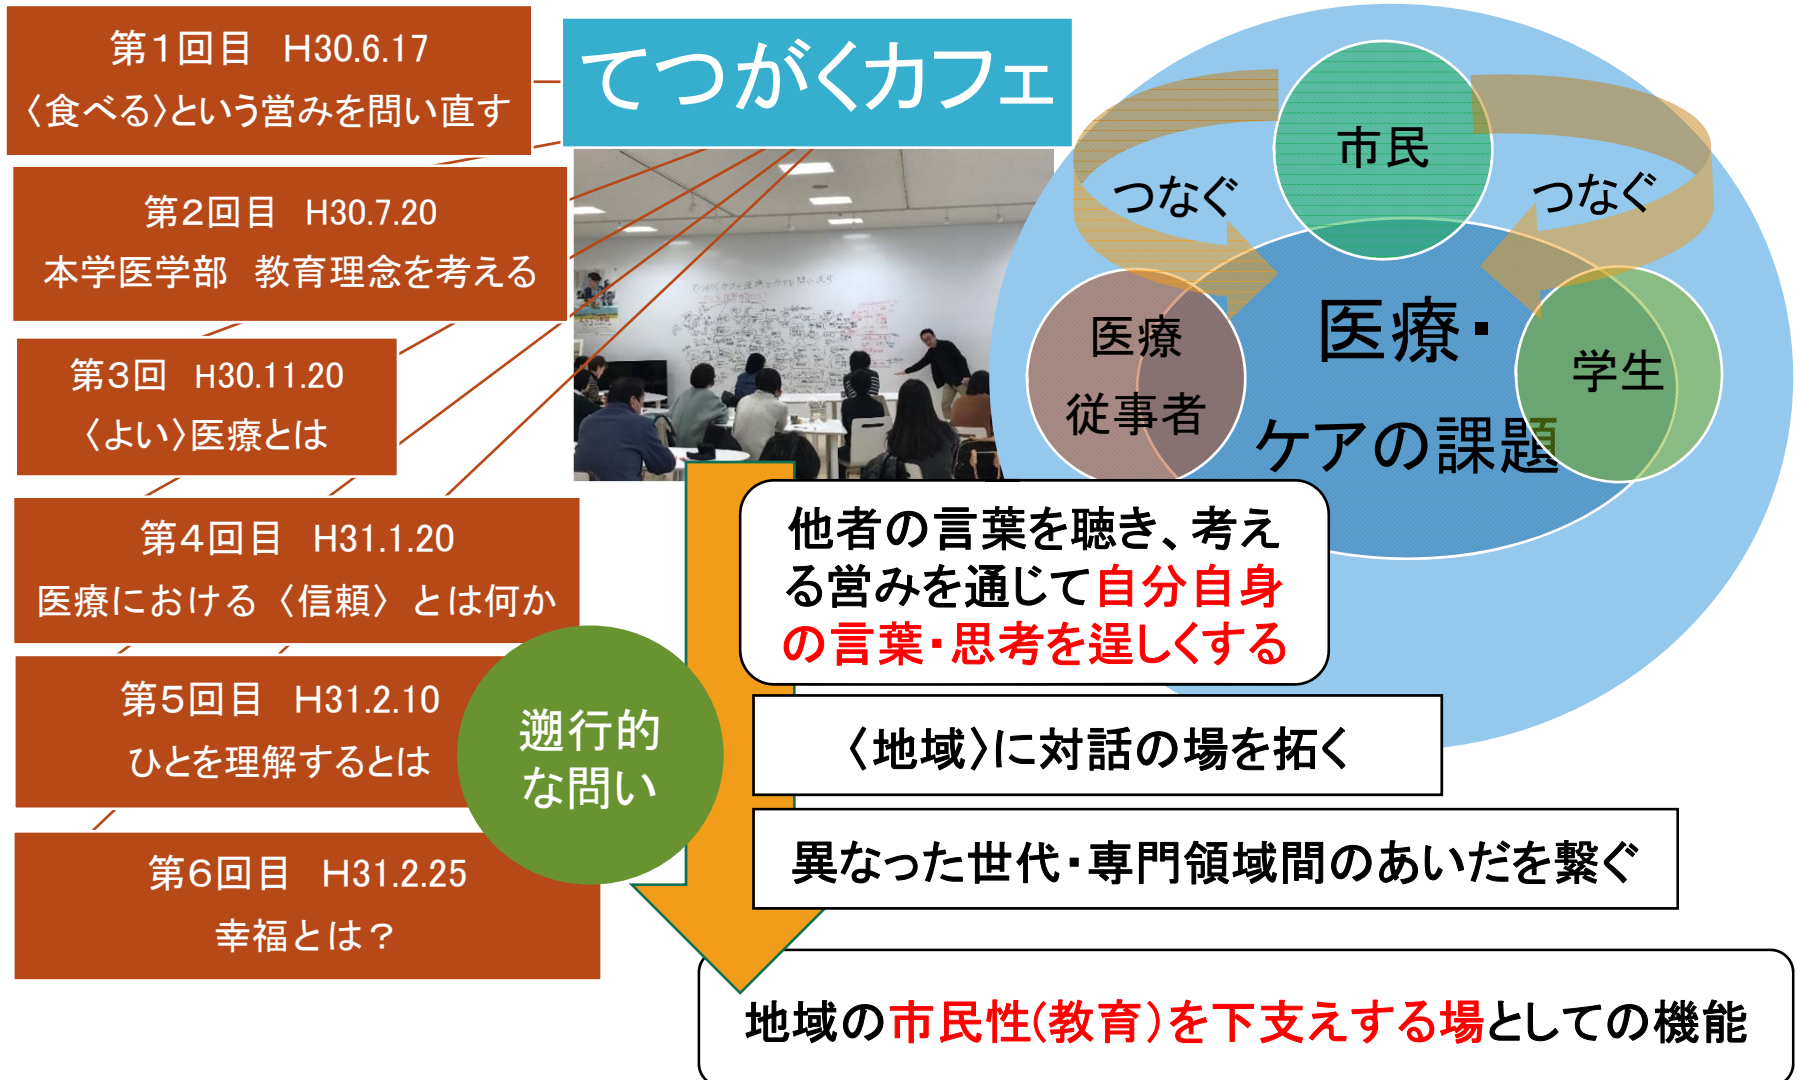 第1回目 H30.6.17
〈食べる〉という営みを問い直す
第2回目 H30.7.20
本学医学部 教育理念を考える
第3回 H30.11.20
〈よい〉医療とは
第4回目 H31.1.20
医療における〈信頼〉とは何か
第5回目 H31.2.10
ひとを理解するとは
第6回目 H31.2.25
幸福とは？
てつがくカフェ
遡行的
な問い
市民
つなぐ
つなぐ
医療
従事者
医療・
ケアの課題
学生
他者の言葉を聴き、考え
る営みを通じて自分自身
の言葉・思考を逞しくする
〈地域〉に対話の場を拓く
異なった世代・専門領域間のあいだを繋ぐ
地域の市民性(教育)を下支えする場としての機能